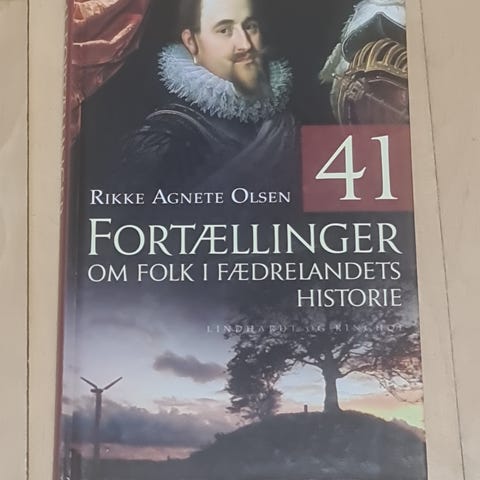 41
RIKKE AGNETE OLSEN
FORTÆLLINGER
OM FOLK I FÆDRELANDETS
HISTORIE
LINDHARDT OG RINGHOF